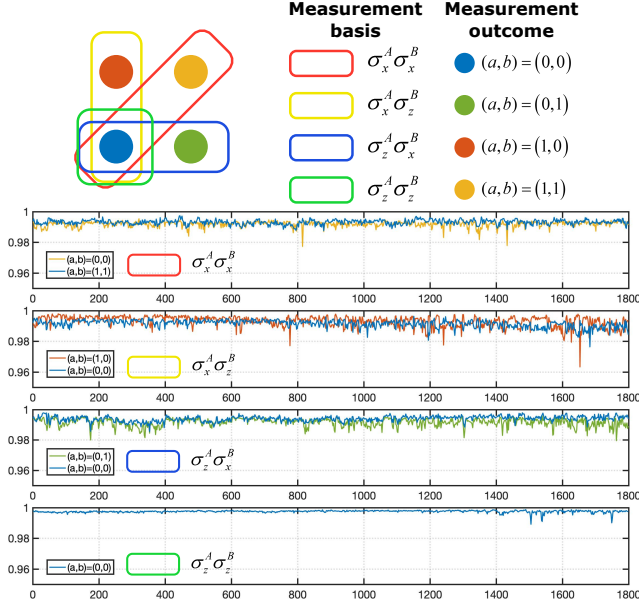 Measurement basis
Measurement outcome
σ_x^A σ_x^B
(a,b)=(0,0)
σ_x^A σ_z^B
(a,b)=(0,1)
σ_z^A σ_x^B
(a,b)=(1,0)
σ_z^A σ_z^B
(a,b)=(1,1)
1
0.98
0.96
(a,b)=(0,0)
(a,b)=(1,1)
σ_x^A σ_x^B
0 200 400 600 800 1000 1200 1400 1600 1800
1
0.98
0.96
(a,b)=(1,0)
(a,b)=(0,0)
σ_x^A σ_z^B
0 200 400 600 800 1000 1200 1400 1600 1800
1
0.98
0.96
(a,b)=(0,1)
(a,b)=(0,0)
σ_z^A σ_x^B
0 200 400 600 800 1000 1200 1400 1600 1800
1
0.98
0.96
(a,b)=(0,0)
σ_z^A σ_z^B
0 200 400 600 800 1000 1200 1400 1600 1800